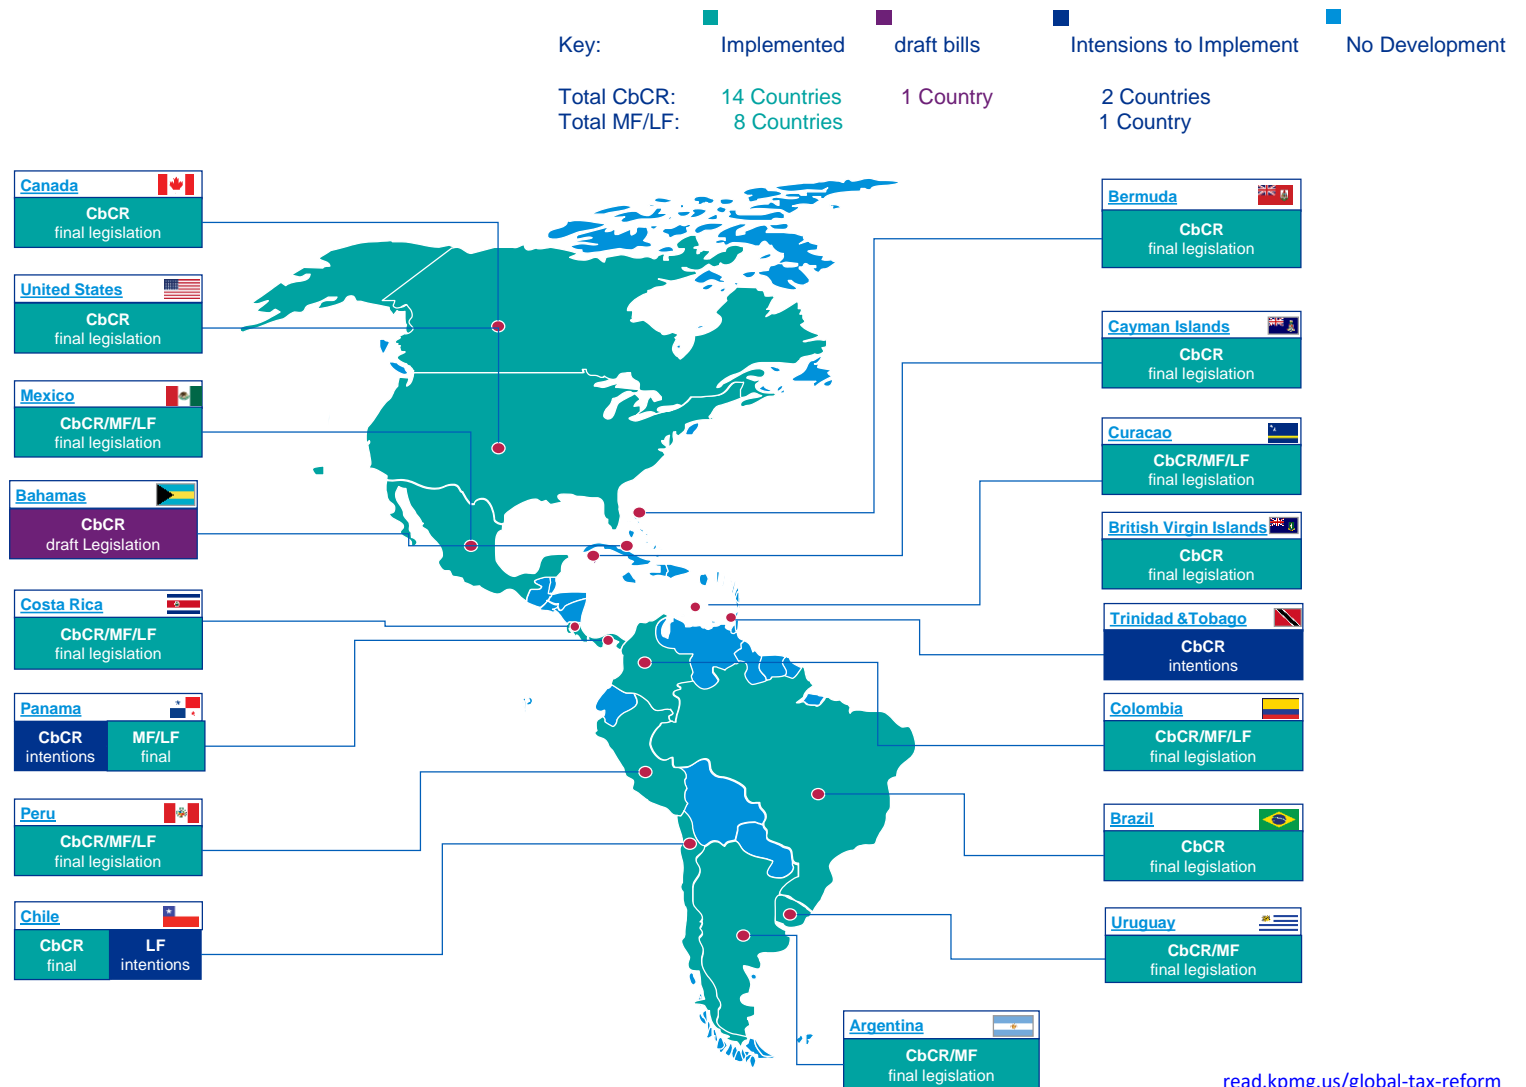 Key: Implemented draft bills Intensions to Implement No Development
Total CbCR: 14 Countries 1 Country 2 Countries
Total MF/LF: 8 Countries 1 Country
Canada
CbCR
final legislation
United States
CbCR
final legislation
Mexico
CbCR/MF/LF
final legislation
Bahamas
CbCR
draft Legislation
Costa Rica
CbCR/MF/LF
final legislation
Panama
CbCR MF/LF
intentions final
Peru
CbCR/MF/LF
final legislation
Chile
CbCR LF
final intentions
Bermuda
CbCR
final legislation
Cayman Islands
CbCR
final legislation
Curacao
CbCR/MF/LF
final legislation
British Virgin Islands
CbCR
final legislation
Trinidad &Tobago
CbCR
intentions
Colombia
CbCR/MF/LF
final legislation
Brazil
CbCR
final legislation
Uruguay
CbCR/MF
final legislation
Argentina
CbCR/MF
final legislation
read.kpmg.us/global-tax-reform